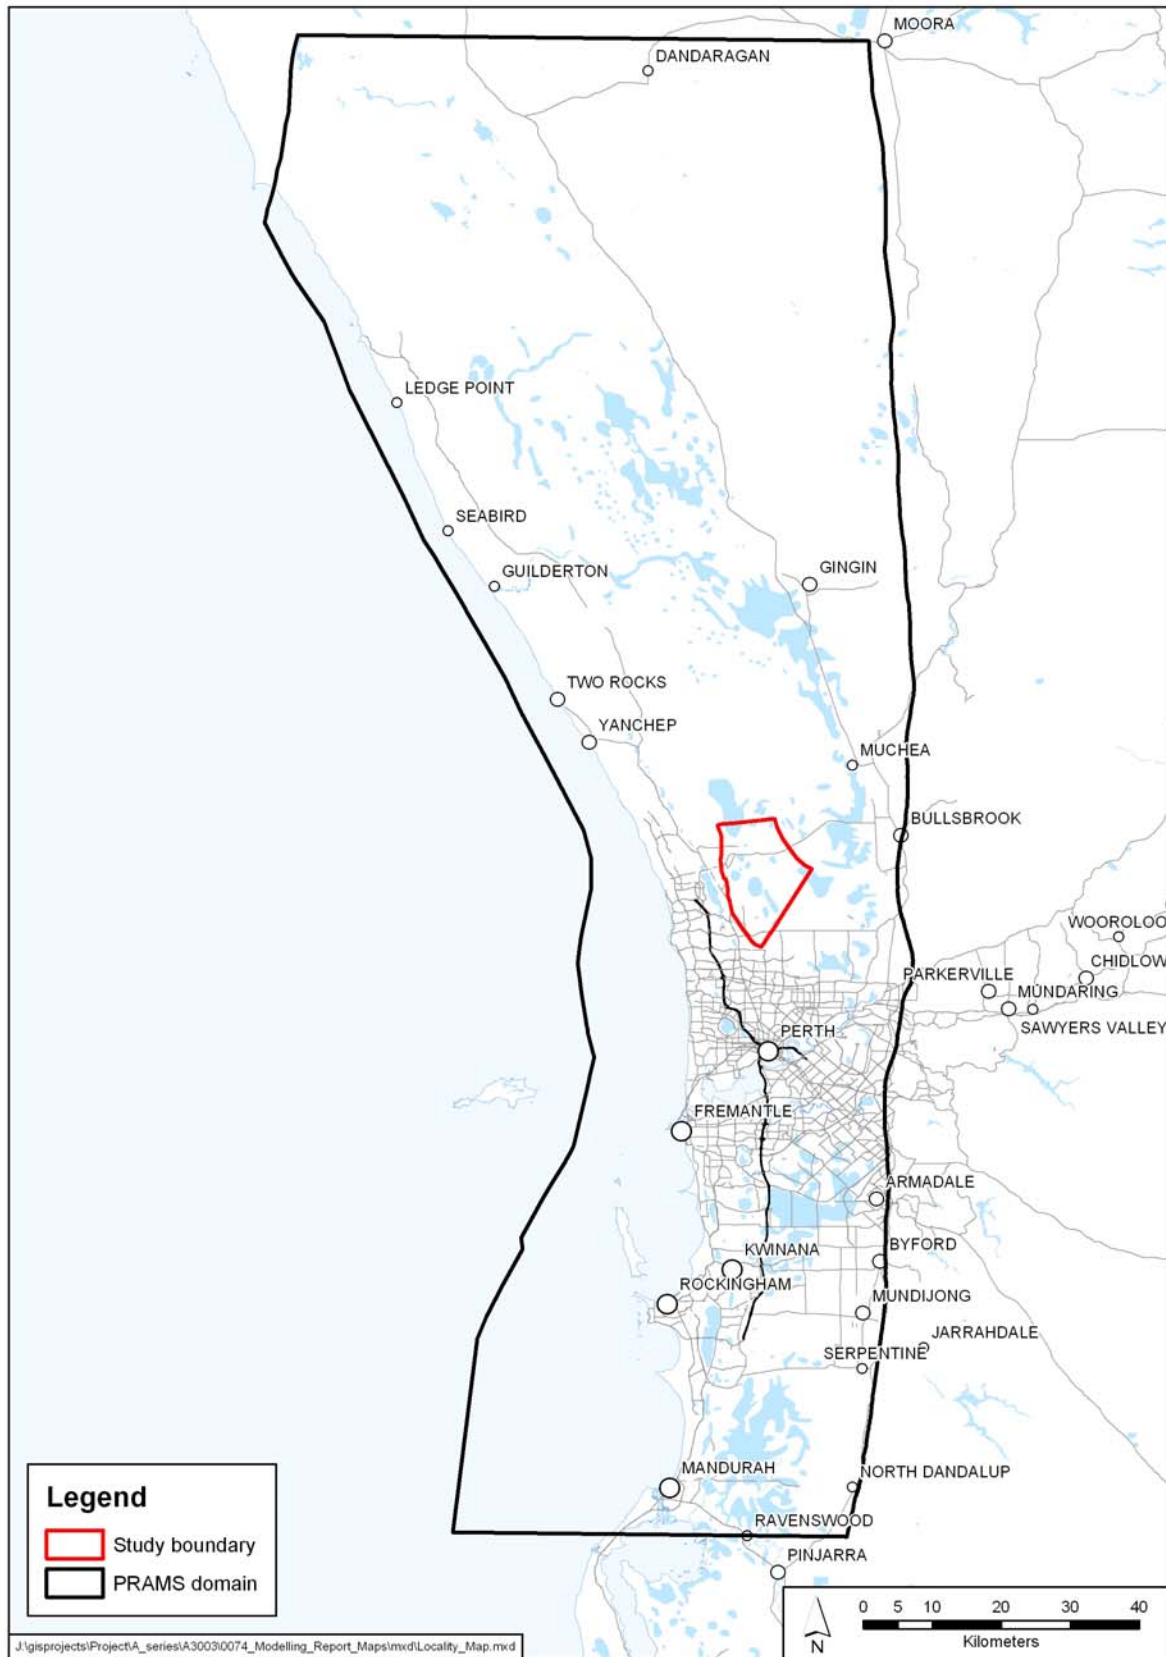 MOORA
DANDARAGAN
LEDGE POINT
SEABIRD
GUILDERTON
GINGIN
TWO ROCKS
YANCHEP
MUCHEA
BULLSBROOK
WOOROLOO
CHIDLOW
PARKERVILLE
MUNDARING
SAWYERS VALLEY
PERTH
FREMANTLE
ARMADALE
BYFORD
KWINANA
ROCKINGHAM
MUNDIJONG
JARRAHDALE
SERPENTINE
MANDURAH
NORTH DANDALUP
RAVENSWOOD
PINJARRA
Legend
Study boundary
PRAMS domain
N
0 5 10 20 30 40
Kilometers
J:\gisprojects\Project\A_series\A3003\0074_Modelling_Report_Maps\mxd\Locality_Map.mxd